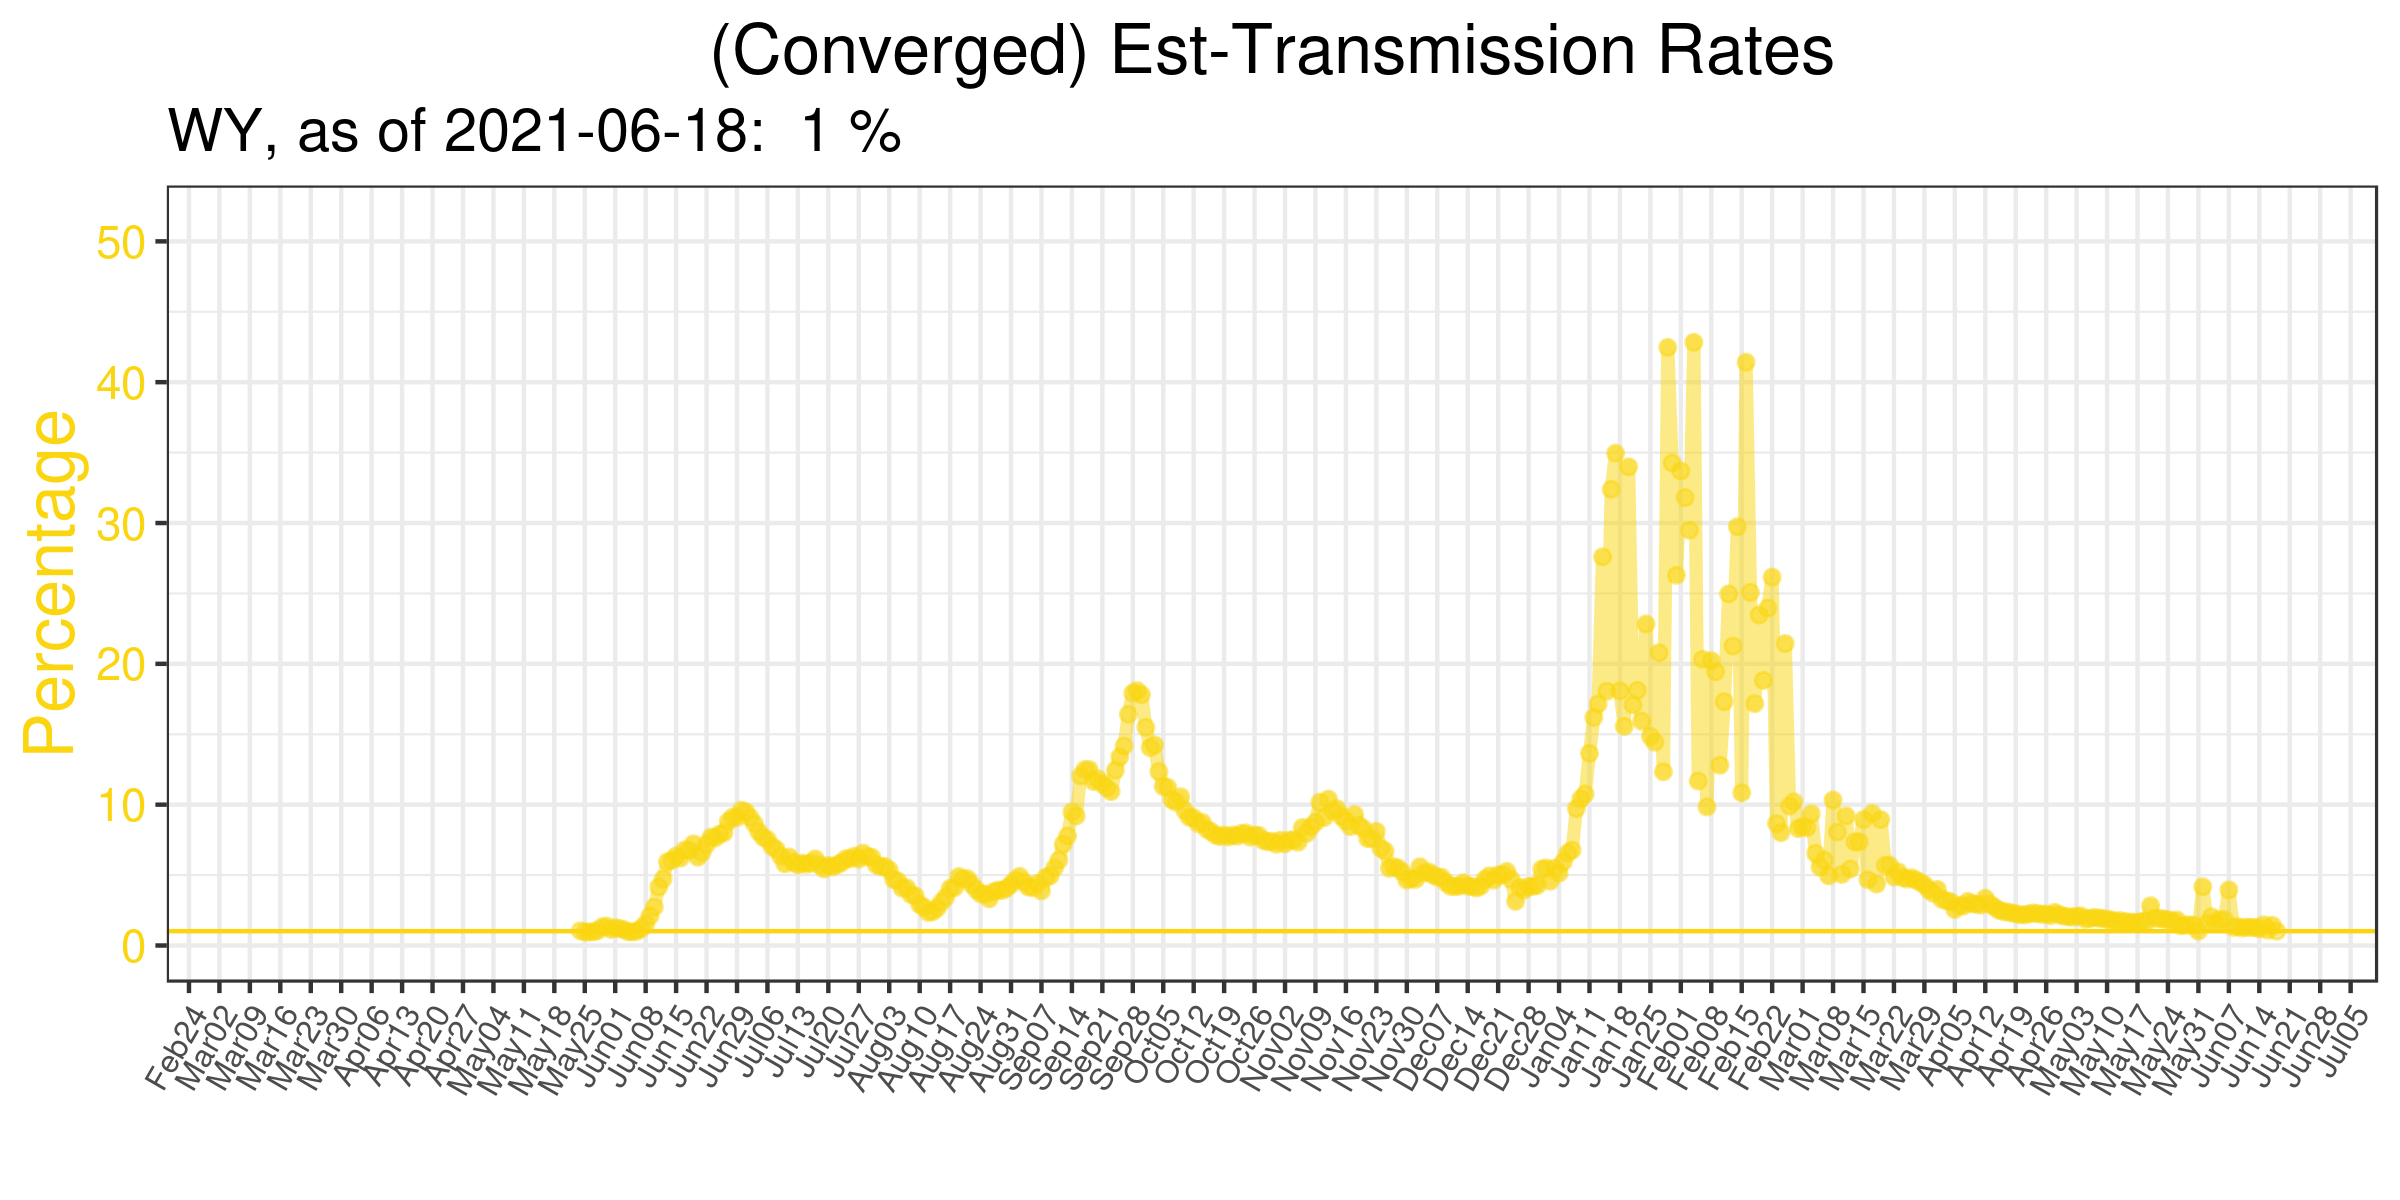 (Converged) Est-Transmission Rates
WY, as of 2021-06-18:  1 %
Percentage
50
40
30
20
10
0
Feb24
Mar02
Mar09
Mar16
Mar23
Mar30
Apr06
Apr13
Apr20
Apr27
May04
May11
May18
May25
Jun01
Jun08
Jun15
Jun22
Jun29
Jul06
Jul13
Jul20
Jul27
Aug03
Aug10
Aug17
Aug24
Aug31
Sep07
Sep14
Sep21
Sep28
Oct05
Oct12
Oct19
Oct26
Nov02
Nov09
Nov16
Nov23
Nov30
Dec07
Dec14
Dec21
Dec28
Jan04
Jan11
Jan18
Jan25
Feb01
Feb08
Feb15
Feb22
Mar01
Mar08
Mar15
Mar22
Mar29
Apr05
Apr12
Apr19
Apr26
May03
May10
May17
May24
May31
Jun07
Jun14
Jun21
Jun28
Jul05